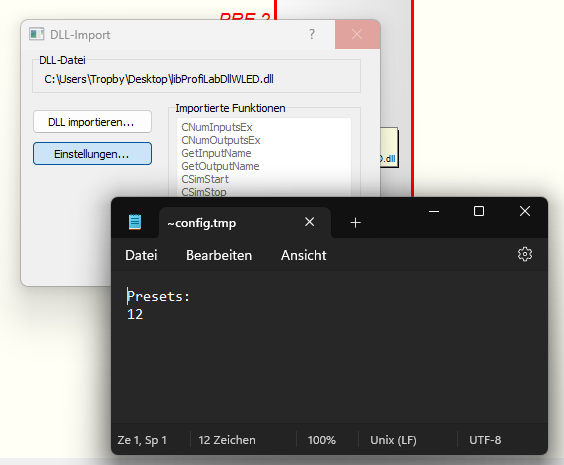 PRE 2
DLL-Import
?
DLL-Datei
C:\Users\Tropby\Desktop\libProfiLabDllWLED.dll
DLL importieren...
Einstellungen...
Importierte Funktionen
CNumInputsEx
CNumOutputsEx
GetInputName
GetOutputName
CSimStart
CSimStop
D.dll
~config.tmp
Datei Bearbeiten Ansicht
Presets:
12
Ze 1, Sp 1 12 Zeichen 100% Unix (LF) UTF-8